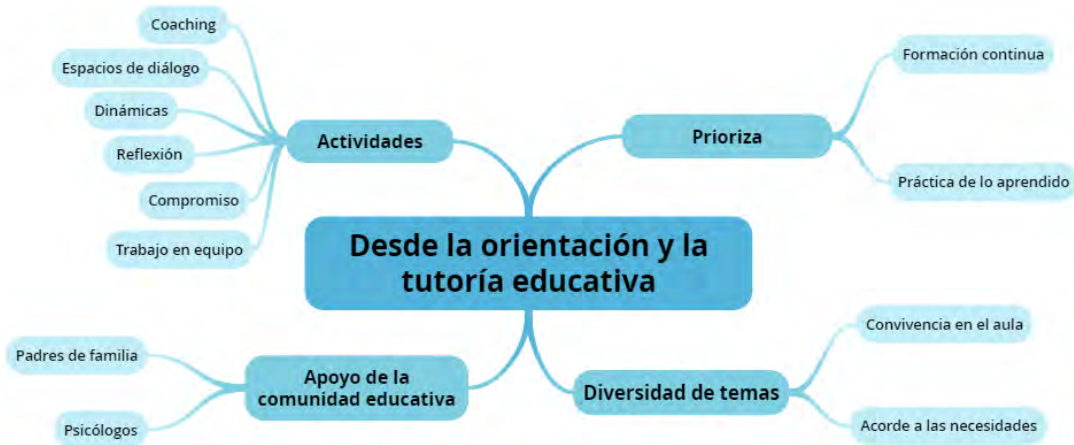 Coaching
Espacios de diálogo
Dinámicas
Reflexión
Compromiso
Trabajo en equipo
Actividades
Prioriza
Formación continua
Práctica de lo aprendido
Desde la orientación y la
tutoría educativa
Padres de familia
Psicólogos
Apoyo de la
comunidad educativa
Diversidad de temas
Convivencia en el aula
Acorde a las necesidades